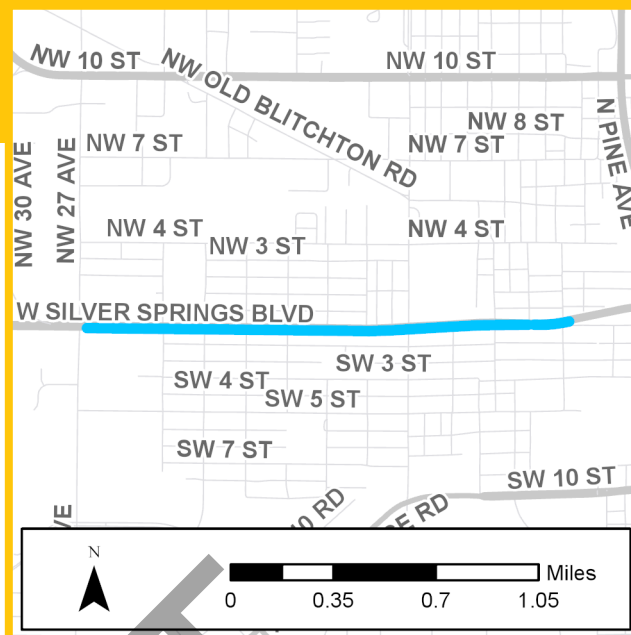 NW 10 ST
NW OLD BLITCHTON RD
NW 10 ST
NW 8 ST
N PINE AVE
NW 7 ST
NW 7 ST
NW 30 AVE
NW 27 AVE
NW 4 ST
NW 4 ST
NW 3 ST
W SILVER SPRINGS BLVD
SW 3 ST
SW 4 ST
SW 5 ST
SW 7 ST
SW 10 ST
10 RD
RD
N
Miles
0 0.35 0.7 1.05